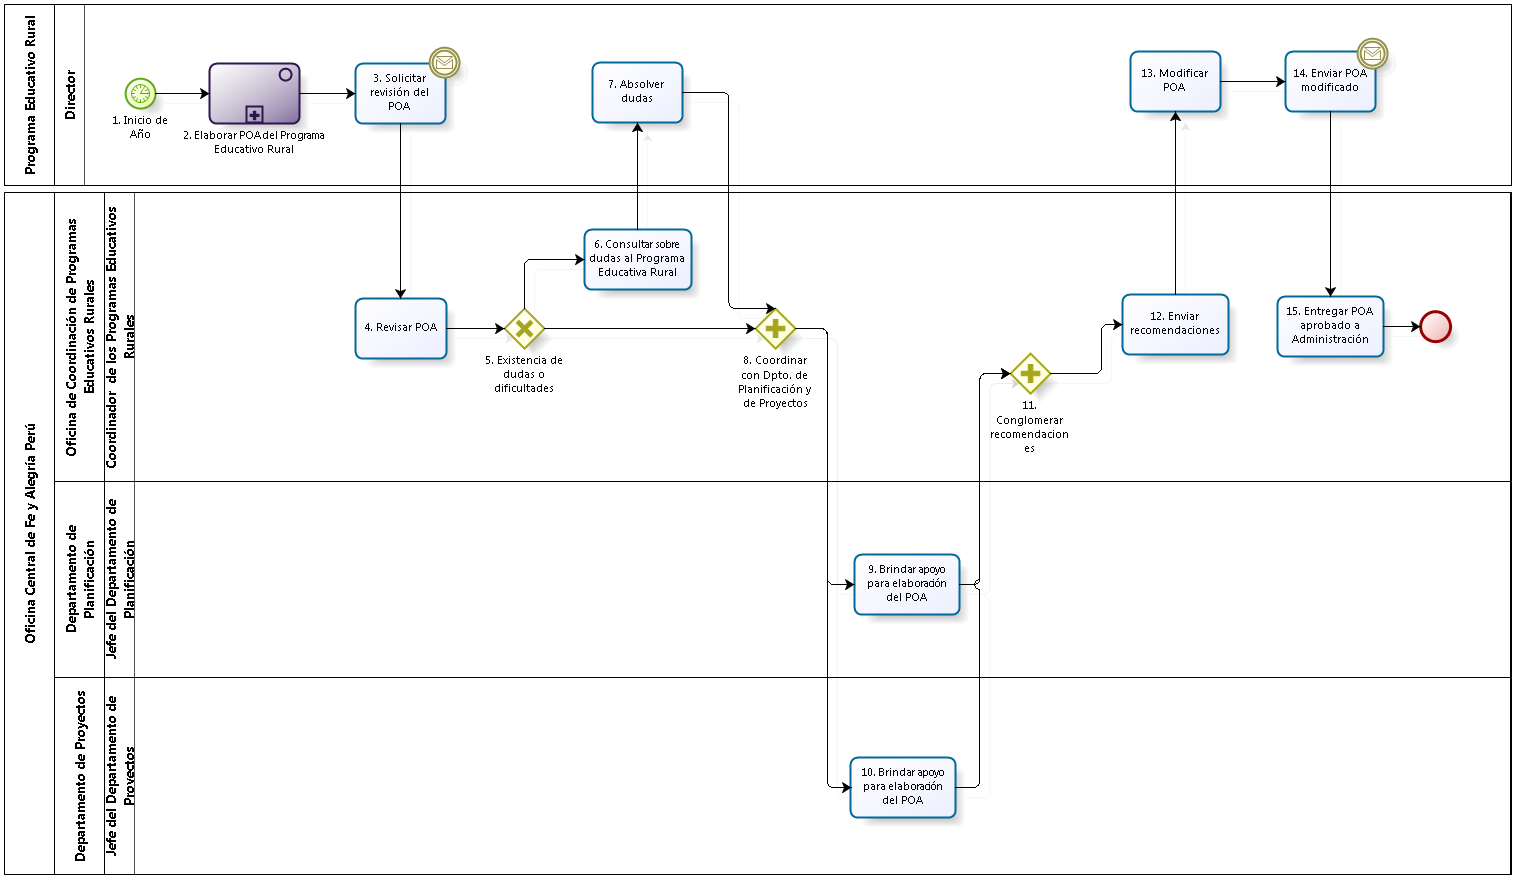 Programa Educativo Rural
Director
1. Inicio de
Año
2. Elaborar POA del Programa
Educativo Rural
3. Solicitar
revisión del
POA
7. Absolver
dudas
13. Modificar
POA
14. Enviar POA
modificado
Oficina Central de Fe y Alegría Perú
Oficina de Coordinación de Programas
Educativos Rurales
Coordinador de los Programas Educativos
Rurales
4. Revisar POA
5. Existencia de
dudas o
dificultades
6. Consultar sobre
dudas al Programa
Educativa Rural
8. Coordinar
con Dpto. de
Planificación y
de Proyectos
11.
Conglomerar
recomendacion
es
12. Enviar
recomendaciones
15. Entregar POA
aprobado a
Administración
Departamento de
Planificación
Jefe del Departamento de
Planificación
9. Brindar apoyo
para elaboración
del POA
Departamento de Proyectos
Jefe del Departamento de
Proyectos
10. Brindar apoyo
para elaboración
del POA